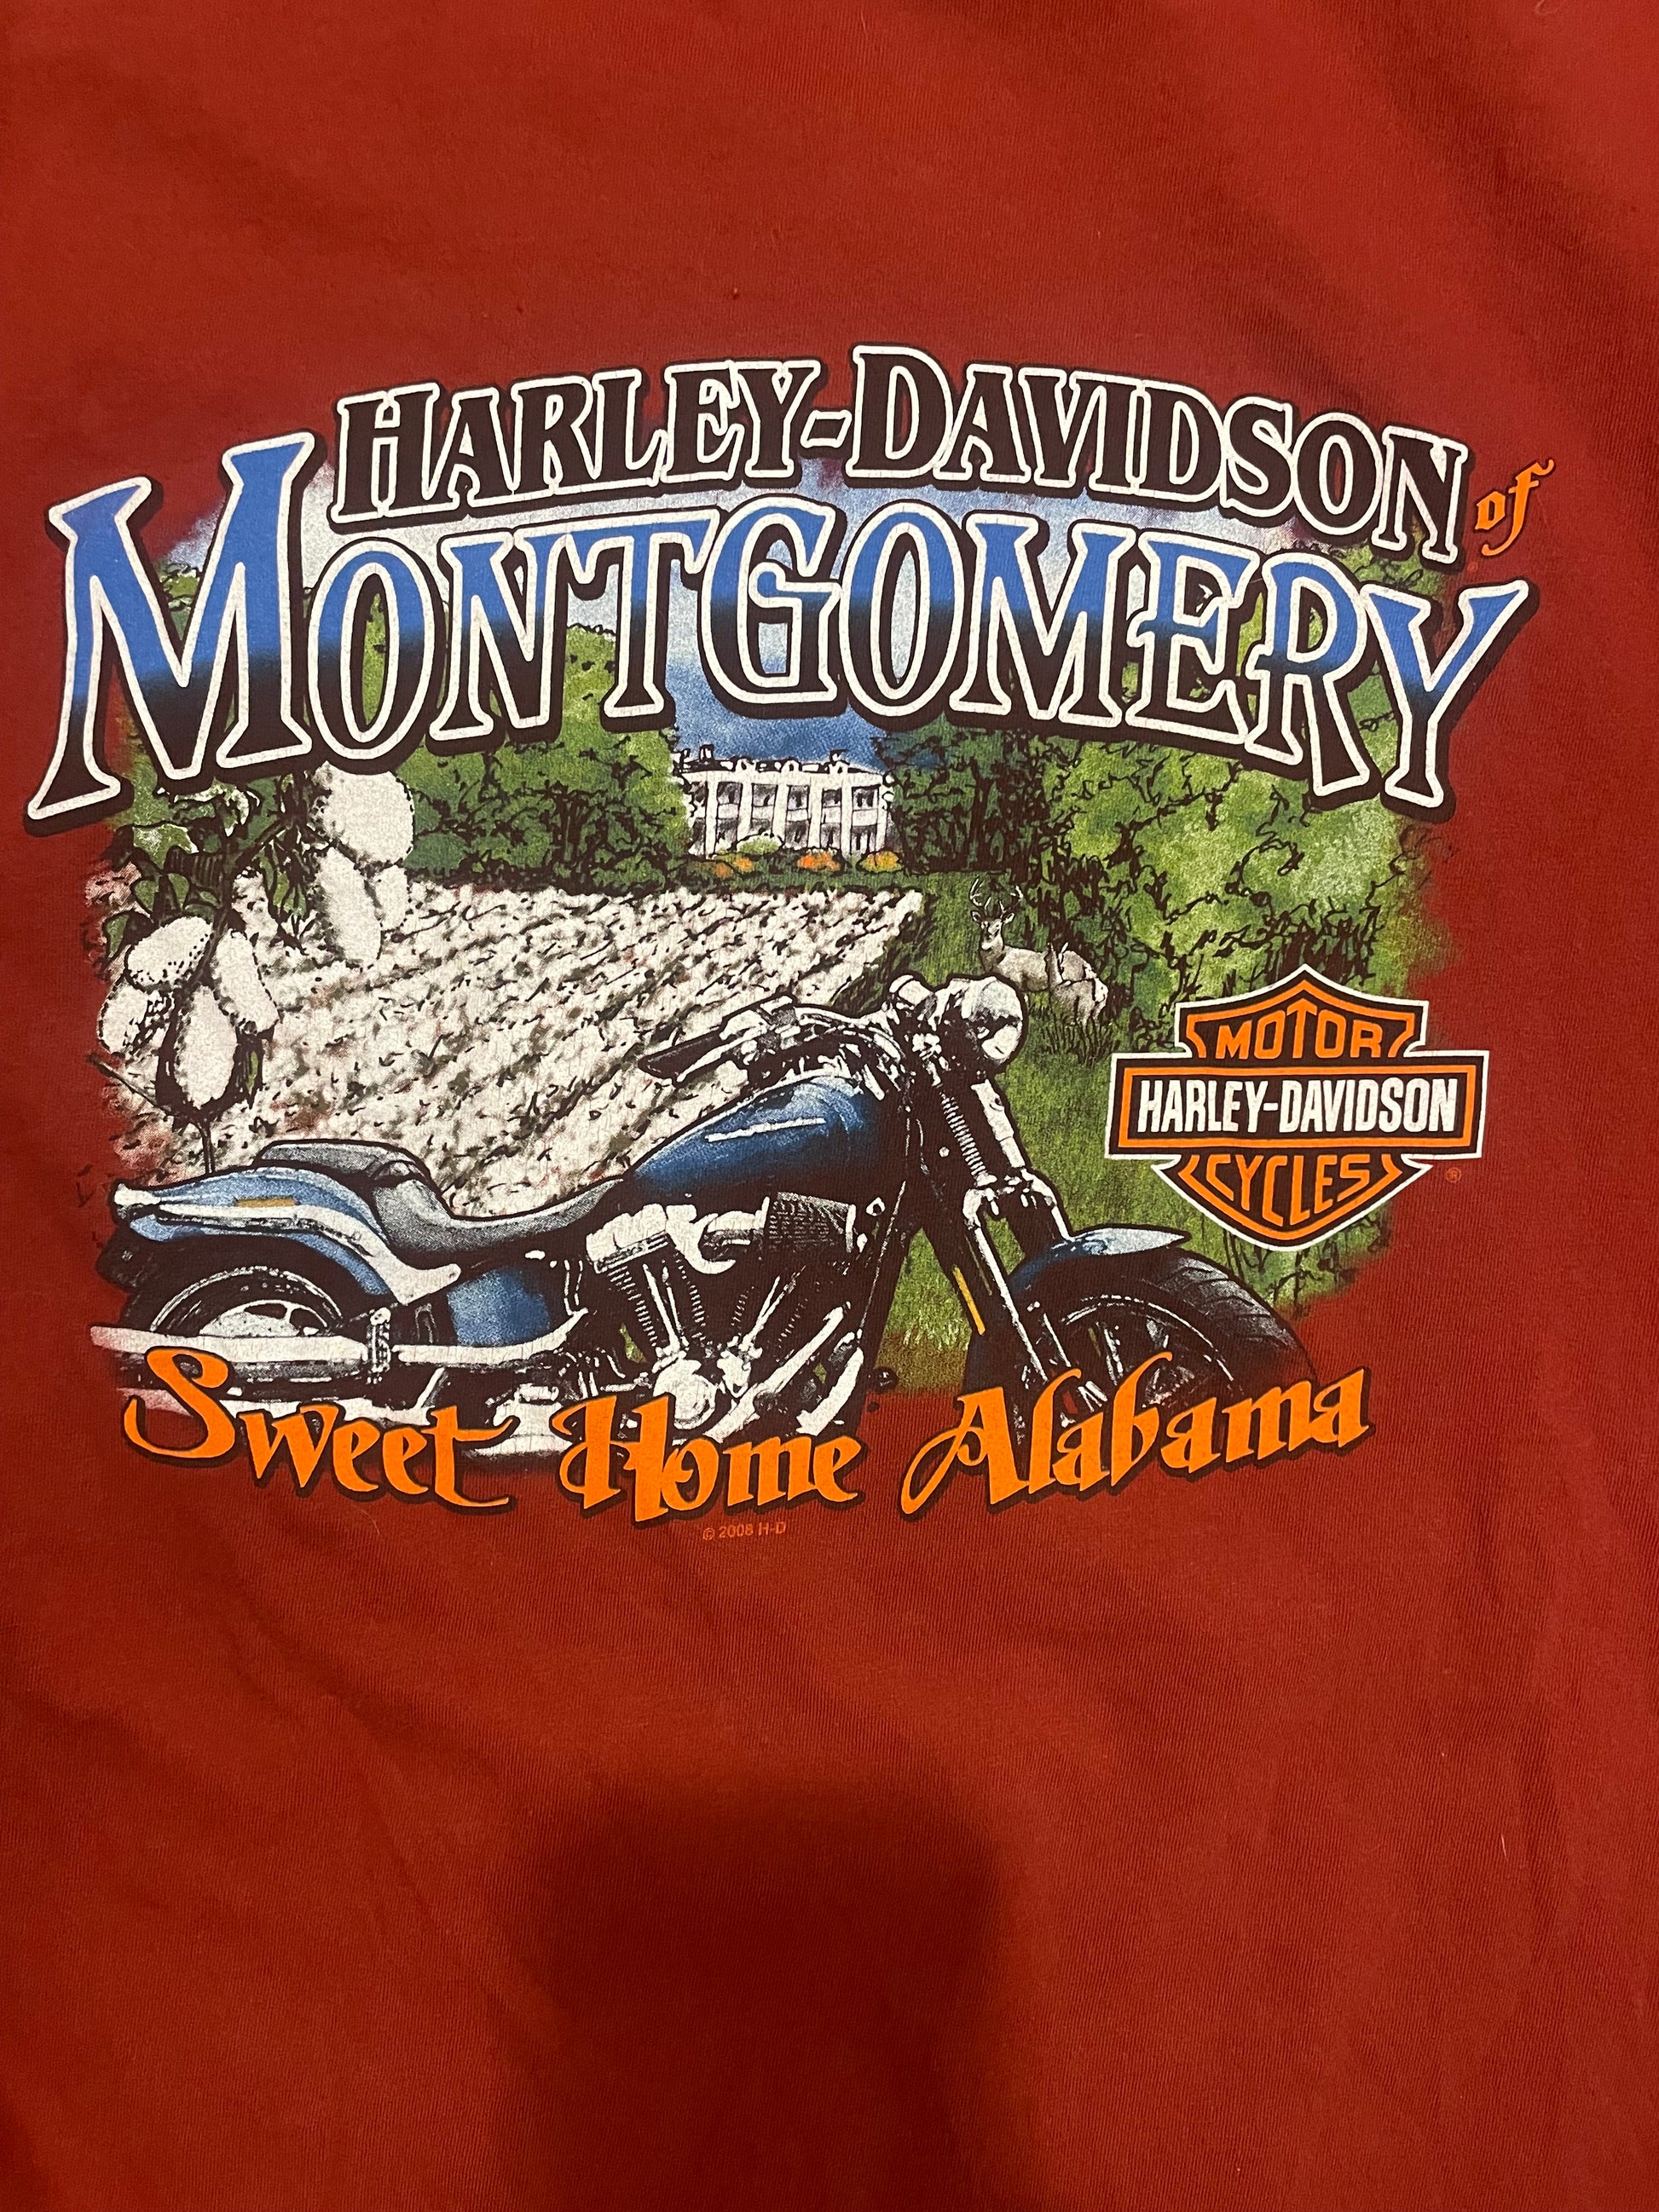 HARLEY-DAVIDSON of
MONTGOMERY
MOTOR
HARLEY-DAVIDSON
CYCLES
®
Sweet Home Alabama
© 2008 H-D